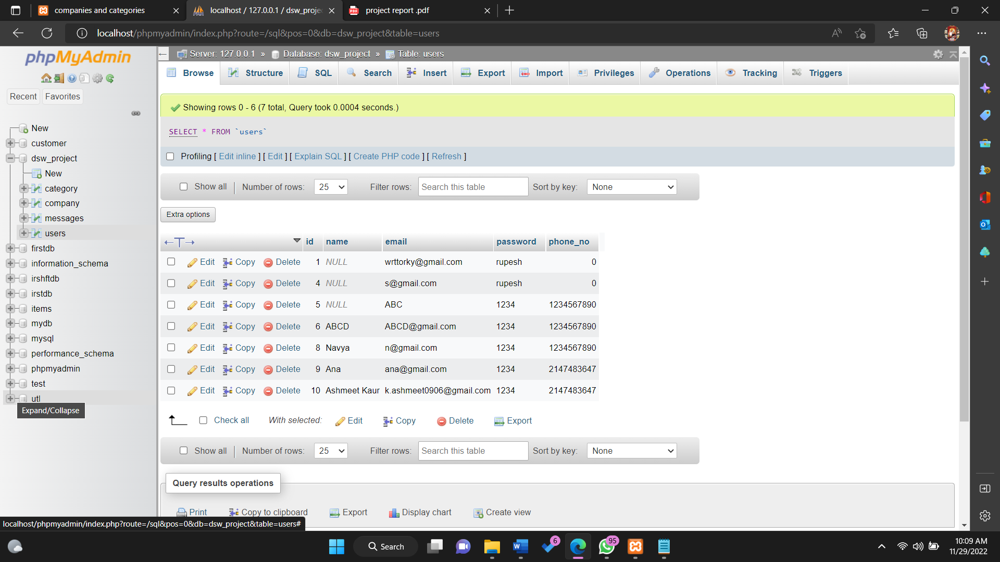 companies and categories
localhost / 127.0.0.1 / dsw_proje
project report .pdf
localhost/phpmyadmin/index.php?route=/sql&pos=0&db=dsw_project&table=users
phpMyAdmin
Recent Favorites
New
customer
dsw_project
New
category
company
messages
users
firstdb
information_schema
irshftdb
irstdb
items
mydb
mysql
performance_schema
phpmyadmin
test
utl
Expand/Collapse
Server: 127.0.0.1 » Database: dsw_project » Table: users
Browse Structure SQL Search Insert Export Import Privileges Operations Tracking Triggers
Showing rows 0 - 6 (7 total, Query took 0.0004 seconds.)
SELECT * FROM `users`
Profiling [ Edit inline ] [ Edit ] [ Explain SQL ] [ Create PHP code ] [ Refresh ]
Show all Number of rows: 25 Filter rows: Search this table Sort by key: None
Extra options
id name email password phone_no
Edit Copy Delete 1 NULL wrttorky@gmail.com rupesh 0
Edit Copy Delete 4 NULL s@gmail.com rupesh 0
Edit Copy Delete 5 NULL ABC 1234 1234567890
Edit Copy Delete 6 ABCD ABCD@gmail.com 1234 1234567890
Edit Copy Delete 8 Navya n@gmail.com 1234 1234567890
Edit Copy Delete 9 Ana ana@gmail.com 1234 2147483647
Edit Copy Delete 10 Ashmeet Kaur k.ashmeet0906@gmail.com 1234 2147483647
Check all With selected: Edit Copy Delete Export
Show all Number of rows: 25 Filter rows: Search this table Sort by key: None
Query results operations
Print Copy to clipboard Export Display chart Create view
localhost/phpmyadmin/index.php?route=/sql&pos=0&db=dsw_project&table=users#
Search
6
95
10:09 AM
11/29/2022